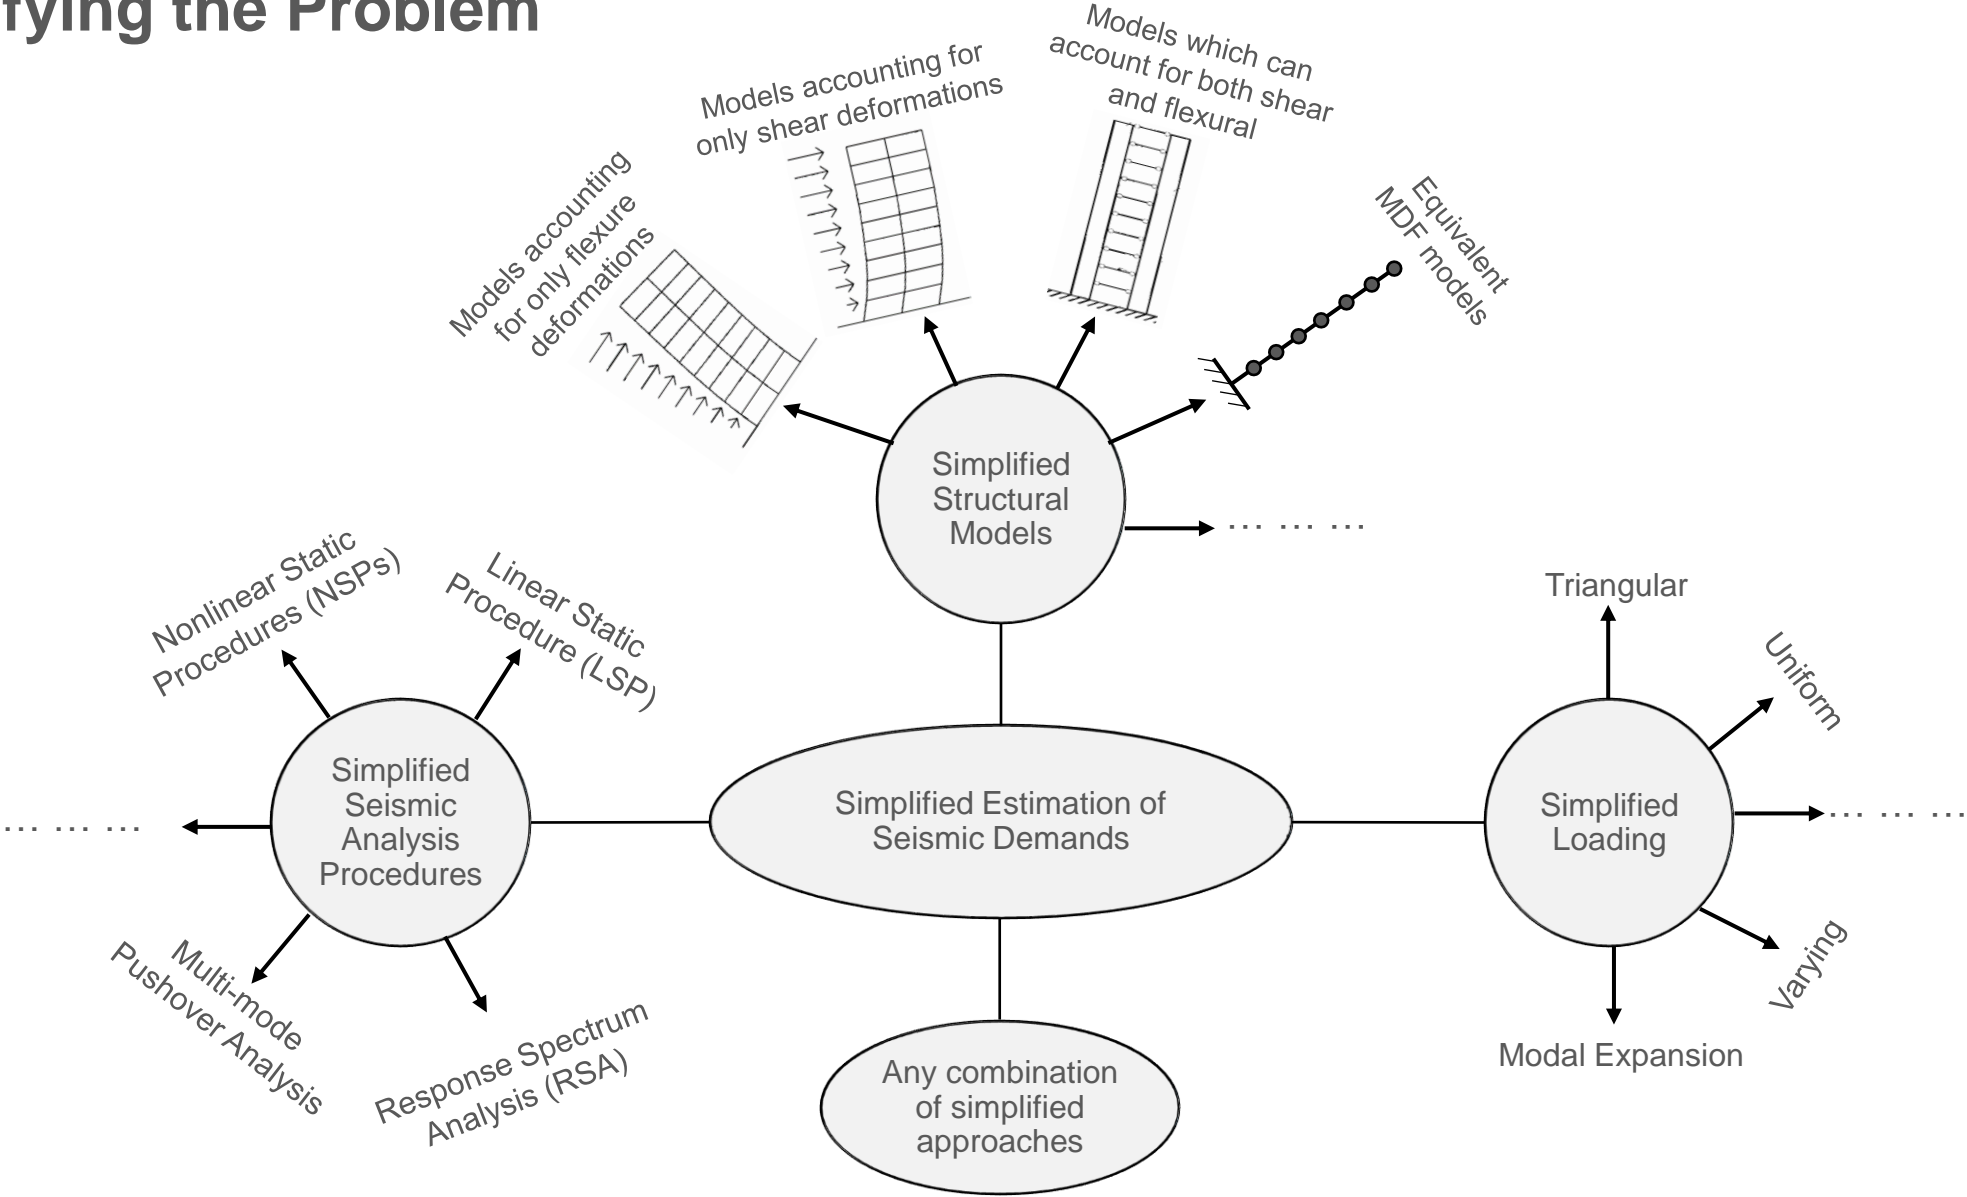 fying the Problem
Models accounting
for only flexure
deformations
Models accounting for
only shear deformations
Models which can
account for both shear
and flexural
Equivalent
MDF models
Simplified
Structural
Models
... ... ...
Nonlinear Static
Procedures (NSPs)
Linear Static
Procedure (LSP)
Simplified
Seismic
Analysis
Procedures
... ... ...
Multi-mode
Pushover Analysis
Response Spectrum
Analysis (RSA)
Simplified Estimation of
Seismic Demands
Any combination
of simplified
approaches
Triangular
Uniform
Simplified
Loading
... ... ...
Varying
Modal Expansion